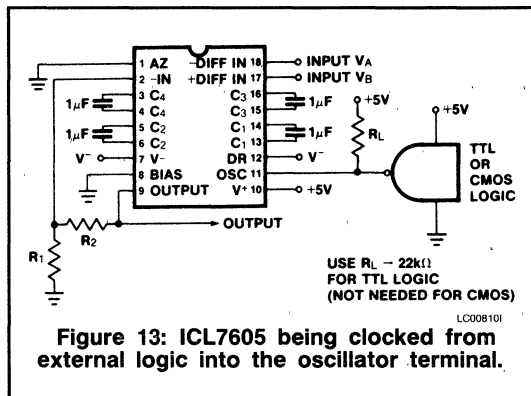 1 AZ
2 -IN
3 C4
4 C4
5 C2
6 C2
7 V-
8 BIAS
9 OUTPUT
-DIFF IN 18
+DIFF IN 17
C3 16
C3 15
C1 14
C1 13
DR 12
OSC 11
V+ 10
INPUT VA
INPUT VB
1µF
1µF
1µF
1µF
V-
V-
+5V
+5V
+5V
RL
TTL
OR
CMOS
LOGIC
R2
R1
OUTPUT
USE RL – 22kΩ
FOR TTL LOGIC
(NOT NEEDED FOR CMOS)
LC00810I
Figure 13: ICL7605 being clocked from
external logic into the oscillator terminal.